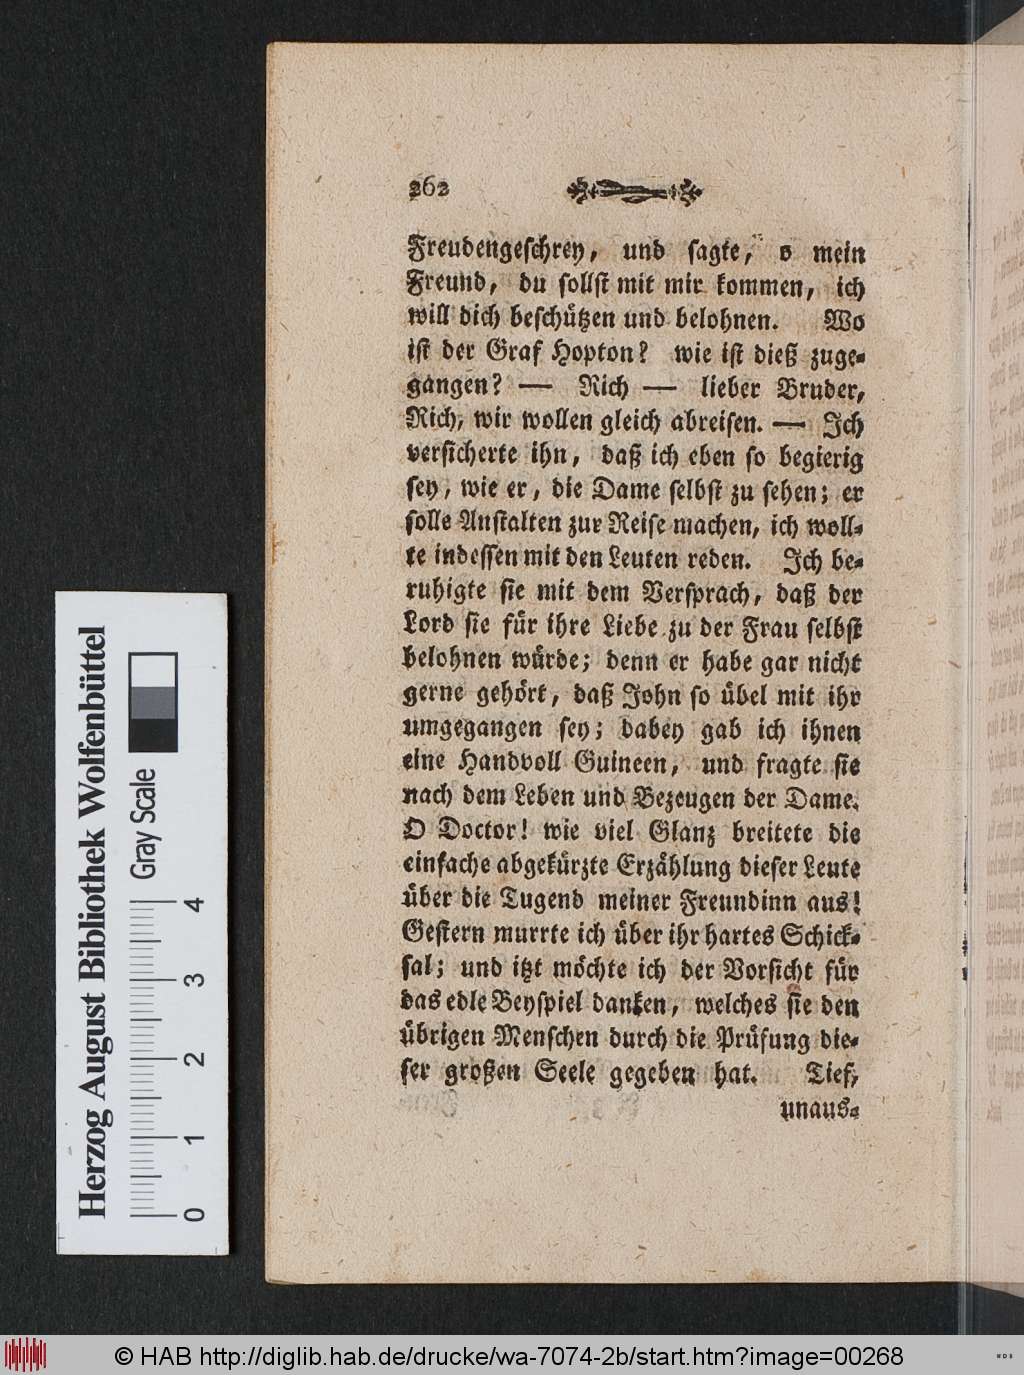 262
Freudengeschrey, und sagte, o mein
Freund, du sollst mit mir kommen, ich
will dich beschützen und belohnen. Wo
ist der Graf Hopton? wie ist dieß zuge-
gangen? — Rich — lieber Bruder,
Rich, wir wollen gleich abreisen. — Ich
versicherte ihn, daß ich eben so begierig
sey, wie er, die Dame selbst zu sehen; er
solle Anstalten zur Reise machen, ich woll-
te indessen mit den Leuten reden. Ich be-
ruhigte sie mit dem Versprach, daß der
Lord sie für ihre Liebe zu der Frau selbst
belohnen würde; denn er habe gar nicht
gerne gehört, daß John so übel mit ihr
umgegangen sey; dabey gab ich ihnen
eine Handvoll Guineen, und fragte sie
nach dem Leben und Bezeugen der Dame.
O Doctor! wie viel Glanz breitete die
einfache abgekürzte Erzählung dieser Leute
über die Tugend meiner Freundinn aus!
Gestern murrte ich über ihr hartes Schick-
sal; und itzt möchte ich der Vorsicht für
das edle Beyspiel danken, welches sie den
übrigen Menschen durch die Prüfung die-
ser großen Seele gegeben hat. Tief,
unaus-
Herzog August Bibliothek Wolfenbüttel
Gray Scale
0 1 2 3 4
© HAB http://diglib.hab.de/drucke/wa-7074-2b/start.htm?image=00268